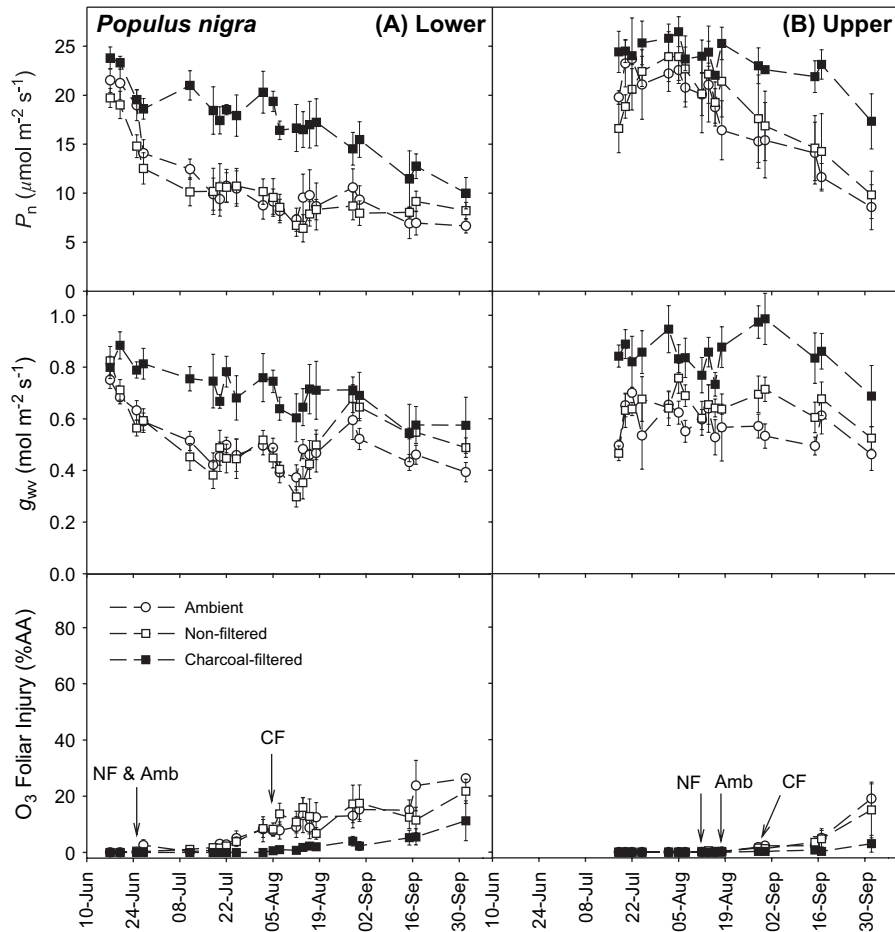 Populus nigra
(A) Lower
(B) Upper
Pn (μmol m−2 s−1)
25
20
15
10
5
0
gwv (mol m−2 s−1)
1.0
0.8
0.6
0.4
0.2
0.0
O3 Foliar Injury (%AA)
80
60
40
20
0
Ambient
Non-filtered
Charcoal-filtered
NF & Amb
CF
NF
Amb
CF
10-Jun
24-Jun
08-Jul
22-Jul
05-Aug
19-Aug
02-Sep
16-Sep
30-Sep
10-Jun
24-Jun
08-Jul
22-Jul
05-Aug
19-Aug
02-Sep
16-Sep
30-Sep